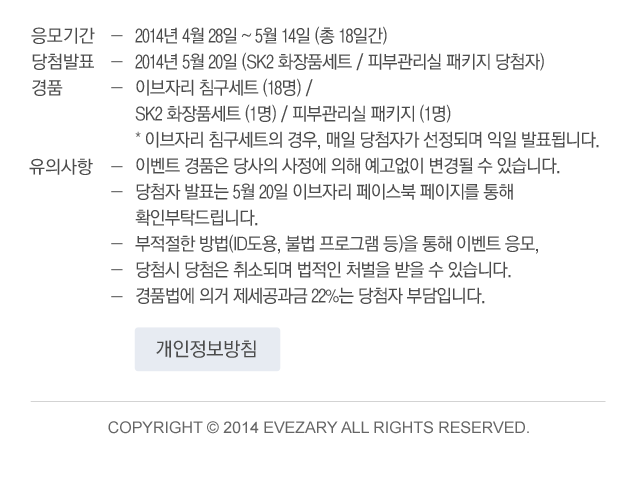 응모기간 – 2014년 4월 28일 ~ 5월 14일 (총 18일간)
당첨발표 – 2014년 5월 20일 (SK2 화장품세트 / 피부관리실 패키지 당첨자)
경품 – 이브자리 침구세트 (18명) /
SK2 화장품세트 (1명) / 피부관리실 패키지 (1명)
* 이브자리 침구세트의 경우, 매일 당첨자가 선정되며 익일 발표됩니다.
유의사항 – 이벤트 경품은 당사의 사정에 의해 예고없이 변경될 수 있습니다.
– 당첨자 발표는 5월 20일 이브자리 페이스북 페이지를 통해
확인부탁드립니다.
– 부적절한 방법(ID도용, 불법 프로그램 등)을 통해 이벤트 응모,
– 당첨시 당첨은 취소되며 법적인 처벌을 받을 수 있습니다.
– 경품법에 의거 제세공과금 22%는 당첨자 부담입니다.
개인정보방침
COPYRIGHT © 2014 EVEZARY ALL RIGHTS RESERVED.